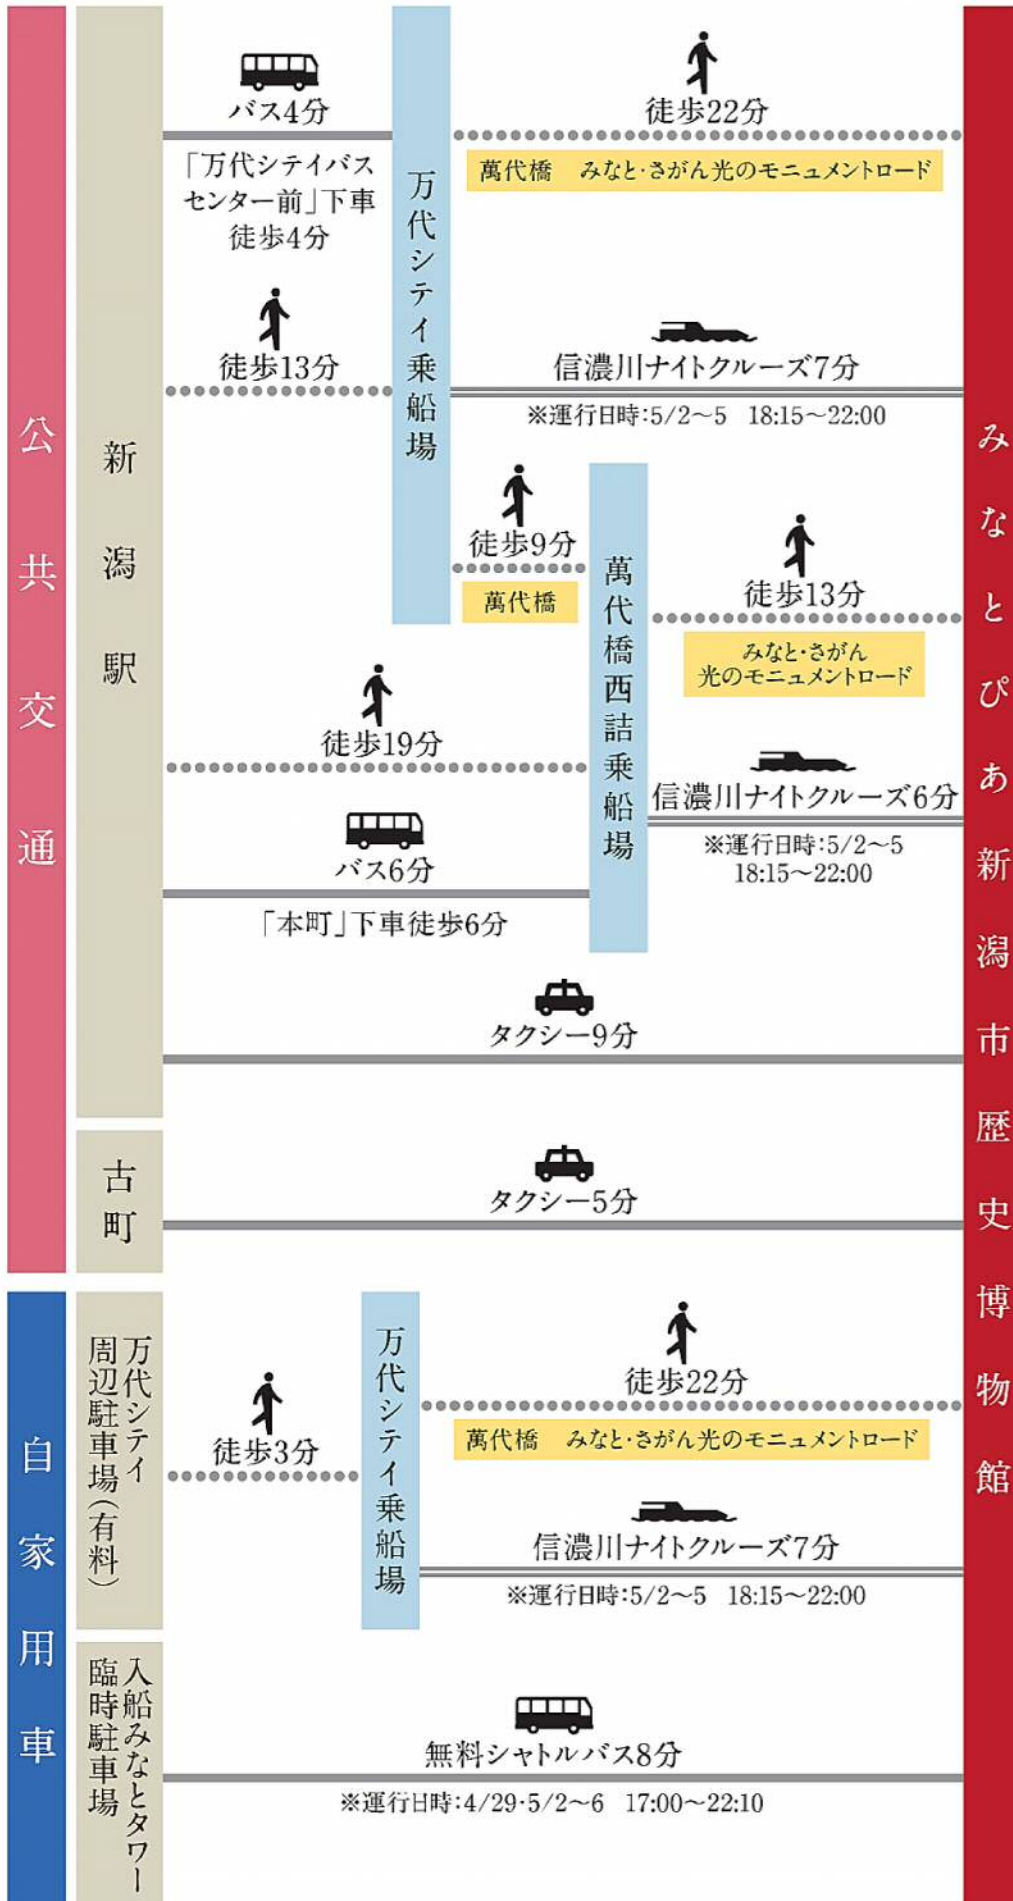 公共交通
新潟駅
バス4分
「万代シテイバス
センター前」下車
徒歩4分
徒歩13分
万代シテイ乗船場
徒歩22分
萬代橋 みなと・さがん光のモニュメントロード
信濃川ナイトクルーズ7分
※運行日時:5/2〜5 18:15〜22:00
徒歩9分
萬代橋
萬代橋西詰乗船場
徒歩13分
みなと・さがん
光のモニュメントロード
徒歩19分
信濃川ナイトクルーズ6分
※運行日時:5/2〜5
18:15〜22:00
バス6分
「本町」下車徒歩6分
タクシー9分
古町
タクシー5分
自家用車
万代シテイ
周辺駐車場(有料)
徒歩3分
万代シテイ乗船場
徒歩22分
萬代橋 みなと・さがん光のモニュメントロード
信濃川ナイトクルーズ7分
※運行日時:5/2〜5 18:15〜22:00
入船みなとタワー
臨時駐車場
無料シャトルバス8分
※運行日時:4/29・5/2〜6 17:00〜22:10
みなとぴあ新潟市歴史博物館